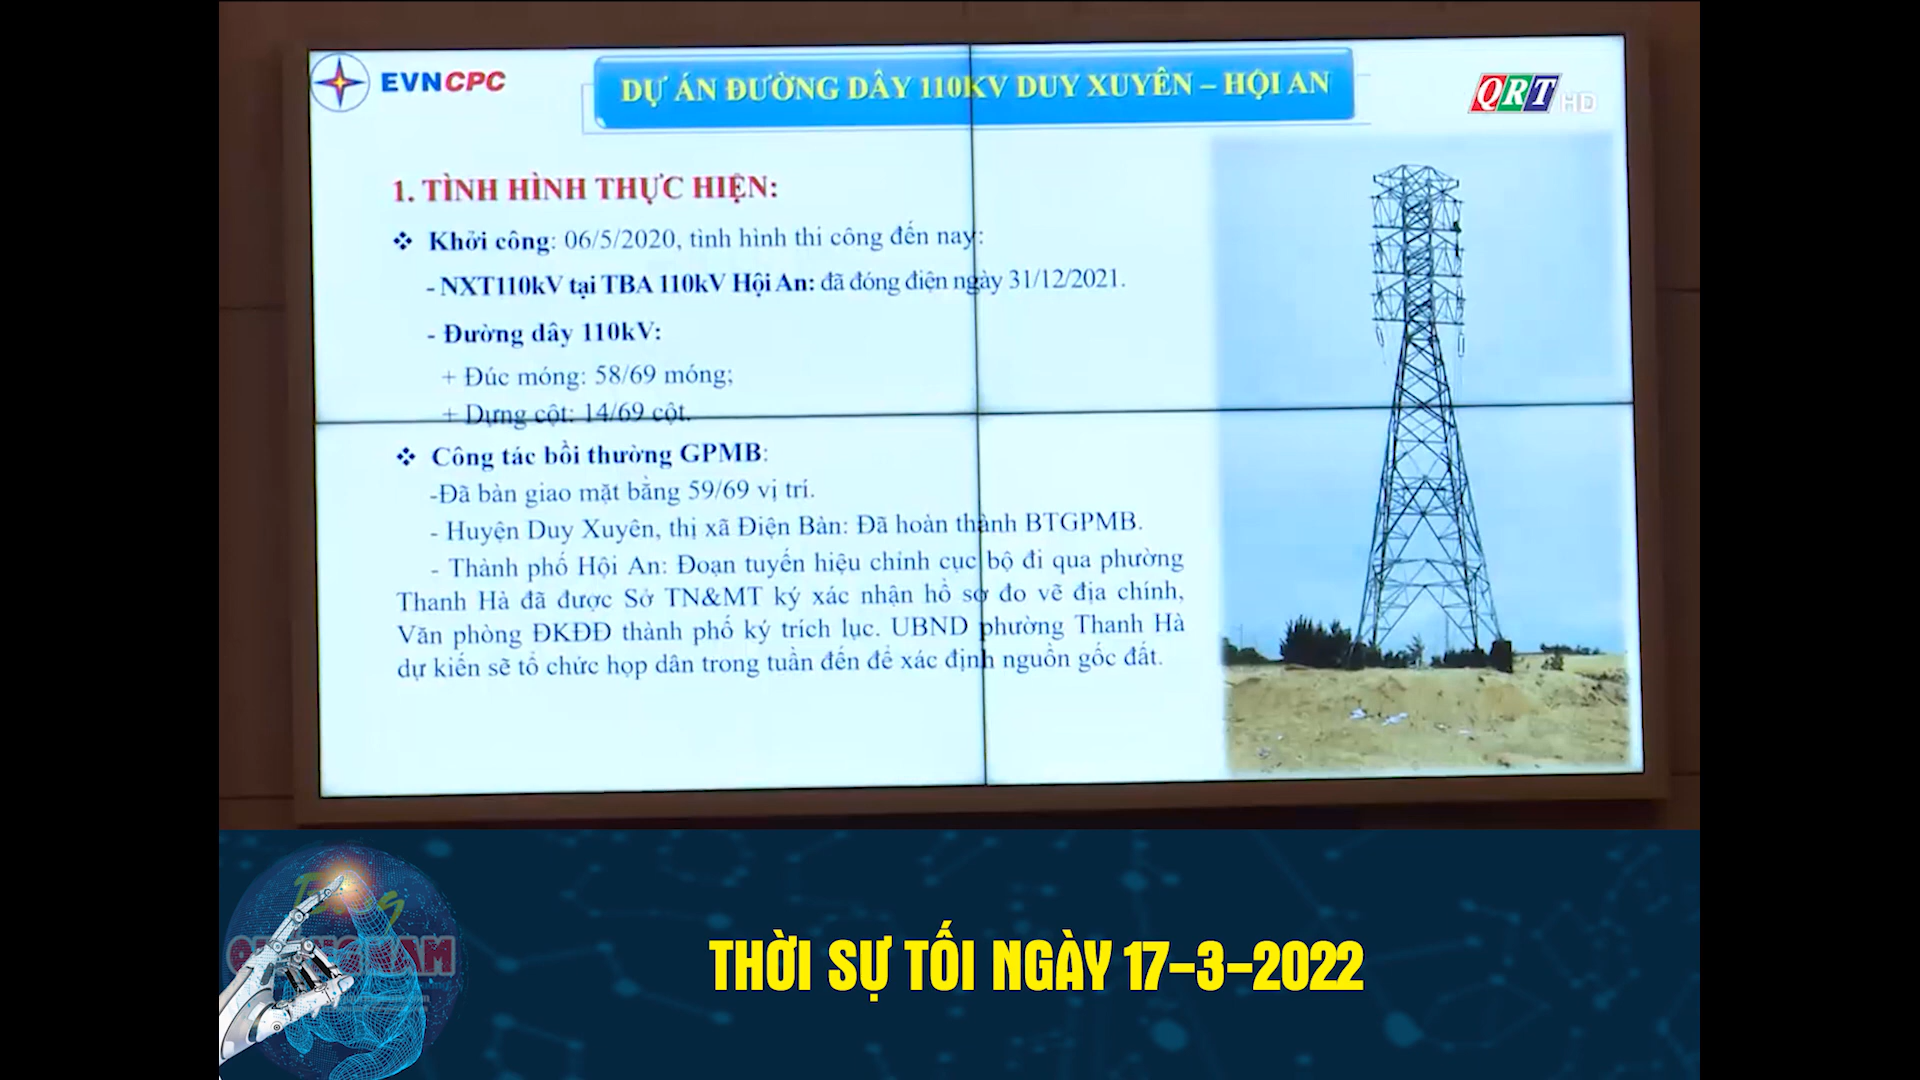 EVNCPC
DỰ ÁN ĐƯỜNG DÂY 110KV DUY XUYÊN – HỘI AN
QRT HD
1. TÌNH HÌNH THỰC HIỆN:
❖ Khởi công: 06/5/2020, tình hình thi công đến nay:
- NXT110kV tại TBA 110kV Hội An: đã đóng điện ngày 31/12/2021.
- Đường dây 110kV:
+ Đúc móng: 58/69 móng;
+ Dựng cột: 14/69 cột.
❖ Công tác bồi thường GPMB:
-Đã bàn giao mặt bằng 59/69 vị trí.
- Huyện Duy Xuyên, thị xã Điện Bàn: Đã hoàn thành BTGPMB.
- Thành phố Hội An: Đoạn tuyến hiệu chỉnh cục bộ đi qua phường
Thanh Hà đã được Sở TN&MT ký xác nhận hồ sơ đo vẽ địa chính,
Văn phòng ĐKĐĐ thành phố ký trích lục. UBND phường Thanh Hà
dự kiến sẽ tổ chức họp dân trong tuần đến để xác định nguồn gốc đất.
THỜI SỰ TỐI NGÀY 17-3-2022